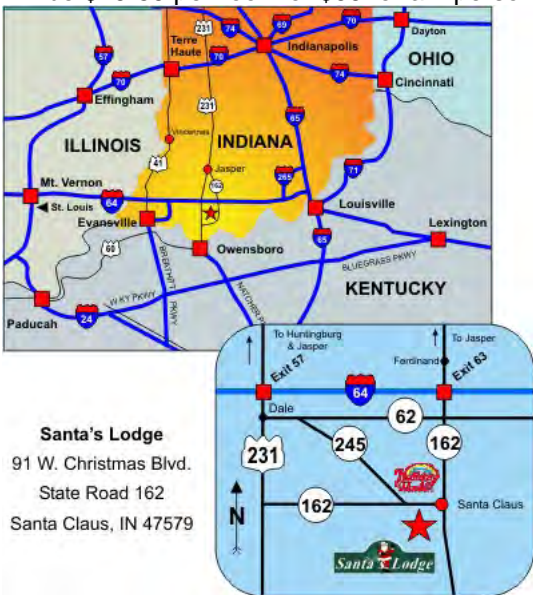 74
69
70
231
Terre
Haute
Indianapolis
Dayton
57
70
70
74
OHIO
Cincinnati
Effingham
231
65
ILLINOIS
Vincennes
INDIANA
41
Jasper
71
Mt. Vernon
162
265
64
St. Louis
Louisville
Evansville
Lexington
60
Owensboro
65
BLUEGRASS PKWY
BREATHITT PKWY
W KY PKWY
KENTUCKY
24
Paducah
To Huntingburg
& Jasper
To Jasper
Ferdinand
Exit 57
Exit 63
64
Dale
62
Santa's Lodge
91 W. Christmas Blvd.
State Road 162
Santa Claus, IN 47579
231
245
162
N
162
Santa Claus
Santa's Lodge